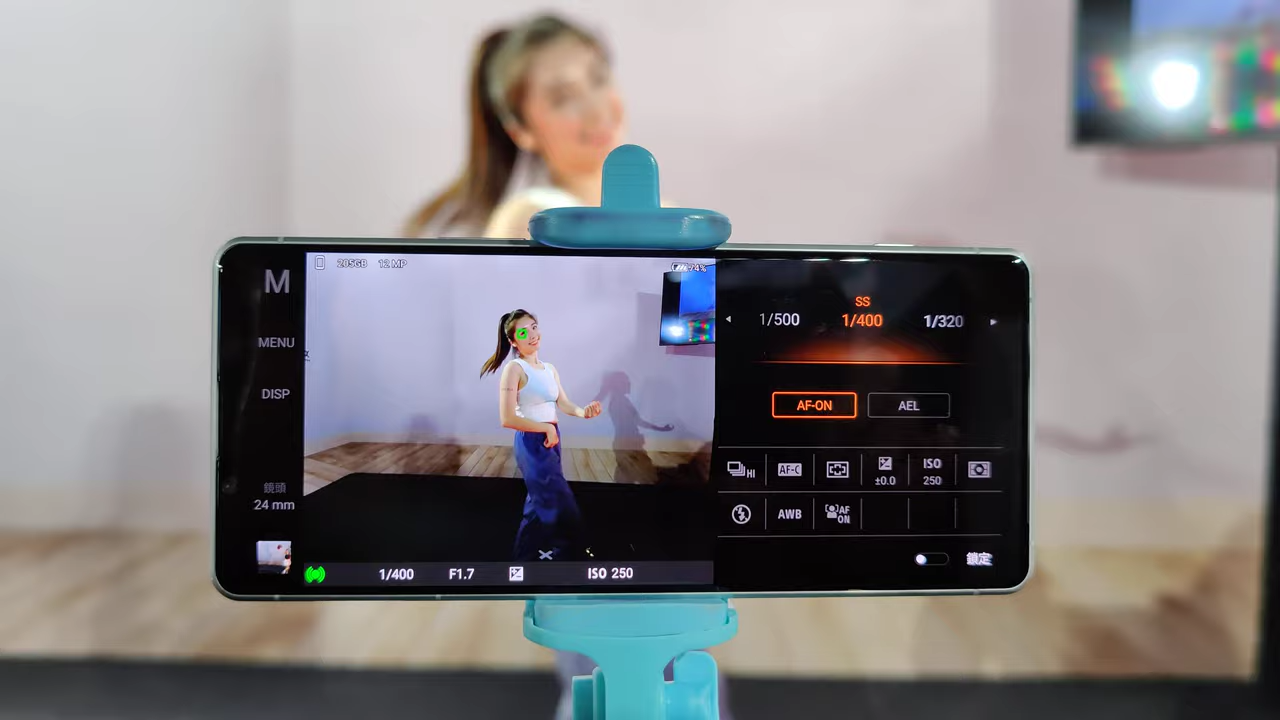 M
205GB 12 MP
74%
MENU
DISP
鏡頭
24 mm
1/400 F1.7 ISO 250
SS
1/500 1/400 1/320
AF-ON AEL
HI AF-C ±0.0 ISO 250
AWB AF ON
鎖定